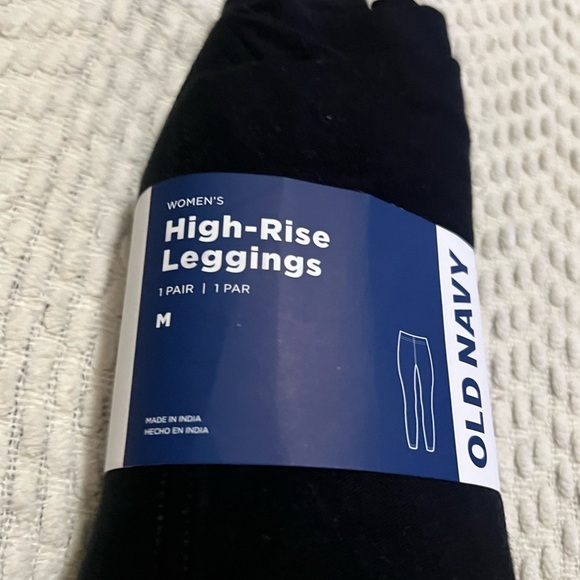 WOMEN'S
High-Rise
Leggings
1 PAIR | 1 PAR
M
MADE IN INDIA
HECHO EN INDIA
OLD NAVY